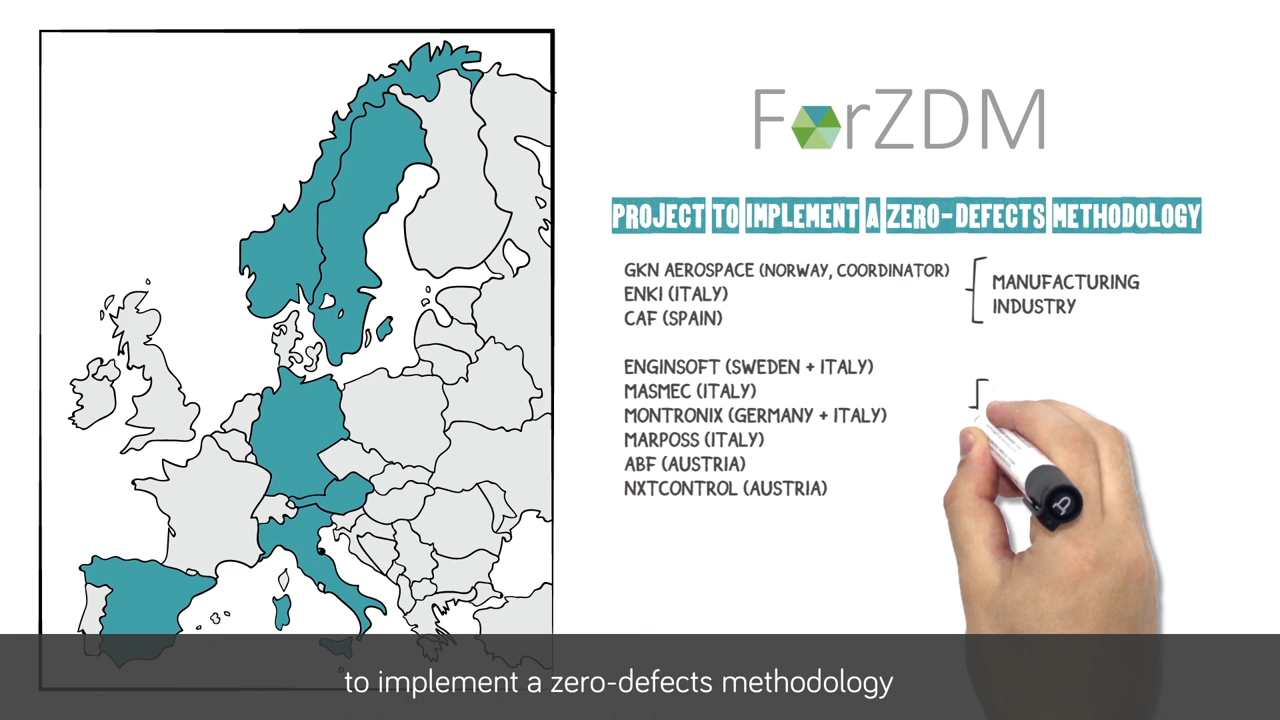 ForZDM
PROJECT TO IMPLEMENT A ZERO-DEFECTS METHODOLOGY
GKN AEROSPACE (NORWAY, COORDINATOR)
ENKI (ITALY)
CAF (SPAIN)
MANUFACTURING
INDUSTRY
ENGINSOFT (SWEDEN + ITALY)
MASMEC (ITALY)
MONTRONIX (GERMANY + ITALY)
MARPOSS (ITALY)
ABF (AUSTRIA)
NXTCONTROL (AUSTRIA)
to implement a zero-defects methodology